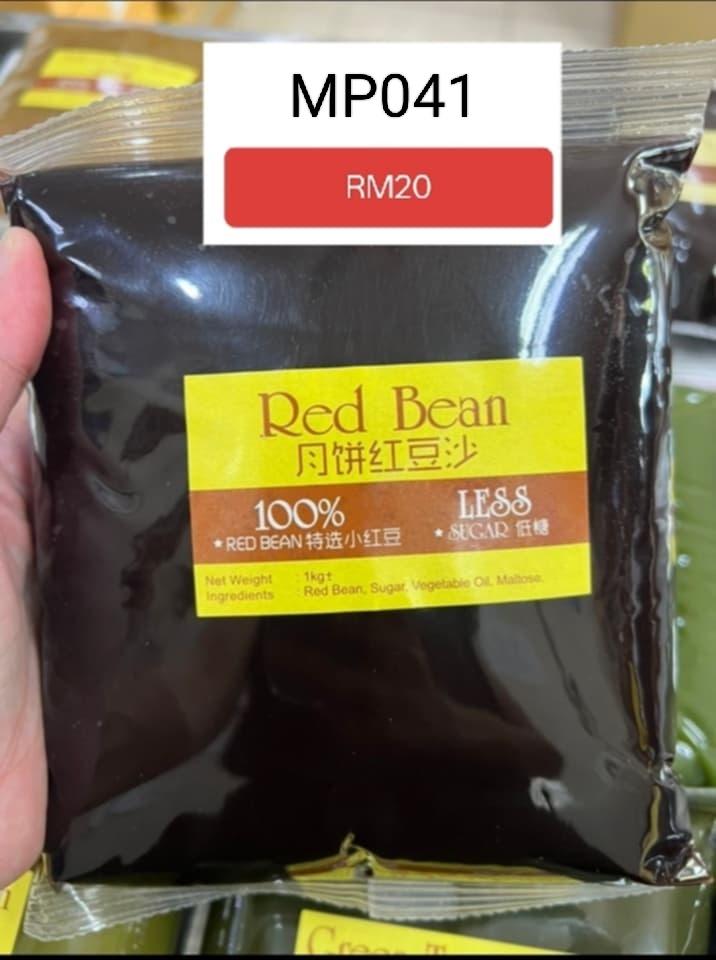 MP041
RM20
Red Bean
月饼红豆沙
100%
★ RED BEAN 特选小红豆
LESS
★ SUGAR 低糖
Net Weight : 1kg±
Ingredients : Red Bean, Sugar, Vegetable Oil, Maltose.
Green T